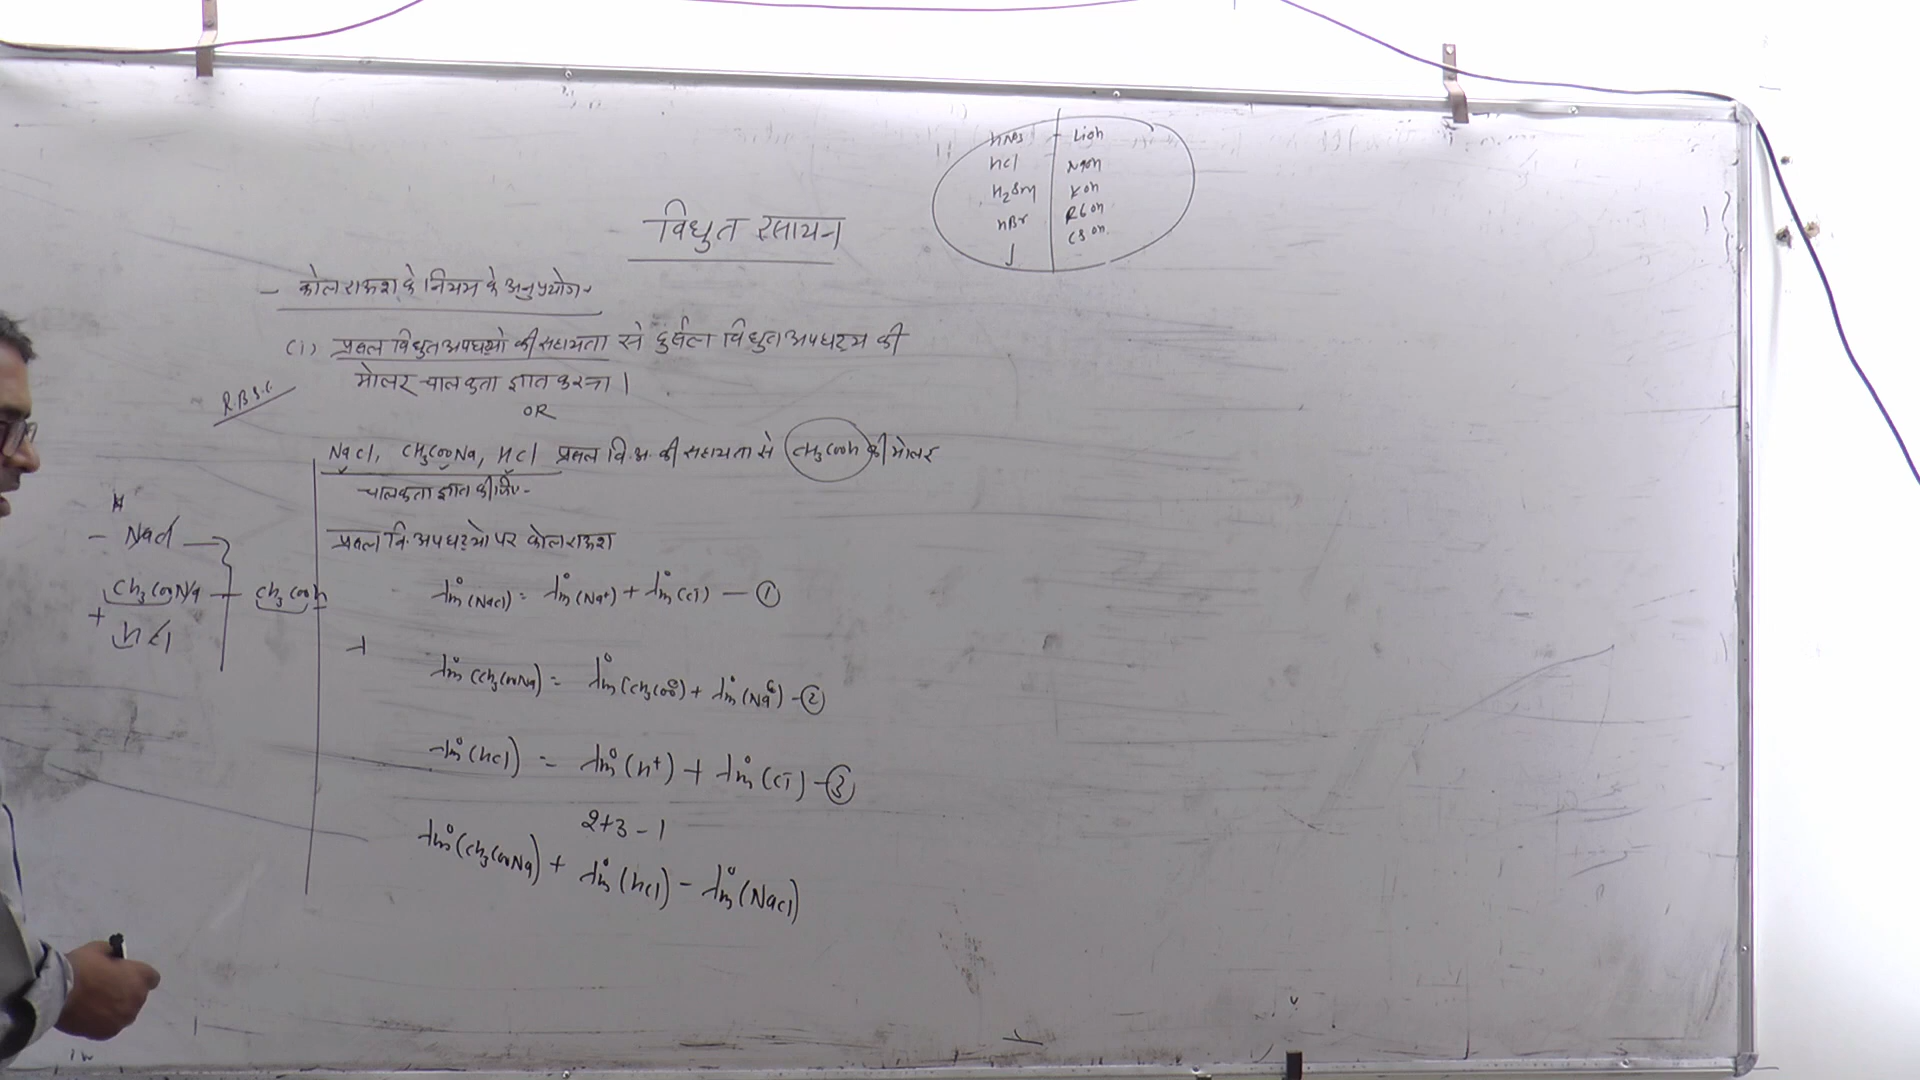 HNO3 - LiOH
HCl NaOH
H2SO4 KOH
HBr RbOH
CsOH
विधुत रसायन
- कोलराऊश के नियम के अनुप्रयोग-
(1) प्रबल विधुत अपघट्यो की सहायता से दुर्बल विधुत अपघट्य की
मोलर चालकता ज्ञात करना।
R.B.S.E.
OR
NaCl, CH3COONa, HCl प्रबल वि.अ. की सहायता से CH3COOH की मोलर
चालकता ज्ञात कीजिए-
प्रबल वि. अपघट्यो पर कोलराऊश
- NaCl
CH3COONa CH3COOH
+ HCl
λ°m(NaCl) = λ°m(Na+) + λ°m(Cl-) — ①
λ°m(CH3COONa) = λ°m(CH3COO-) + λ°m(Na+) - ②
λ°m(HCl) = λ°m(H+) + λ°m(Cl-) - ③
2+3-1
λ°m(CH3COONa) + λ°m(HCl) - λ°m(NaCl)